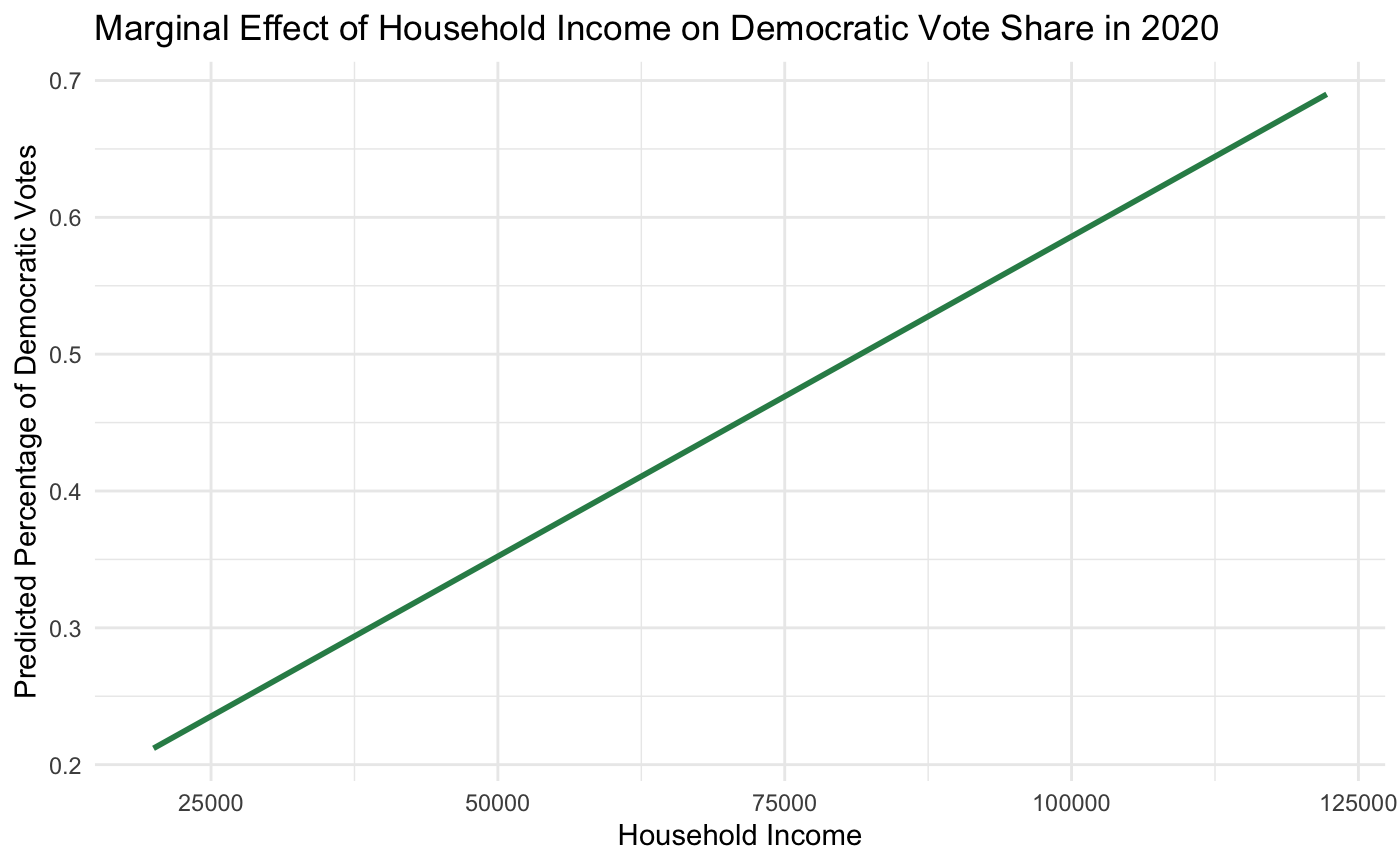 Marginal Effect of Household Income on Democratic Vote Share in 2020
Predicted Percentage of Democratic Votes
0.7
0.6
0.5
0.4
0.3
0.2
25000 50000 75000 100000 125000
Household Income